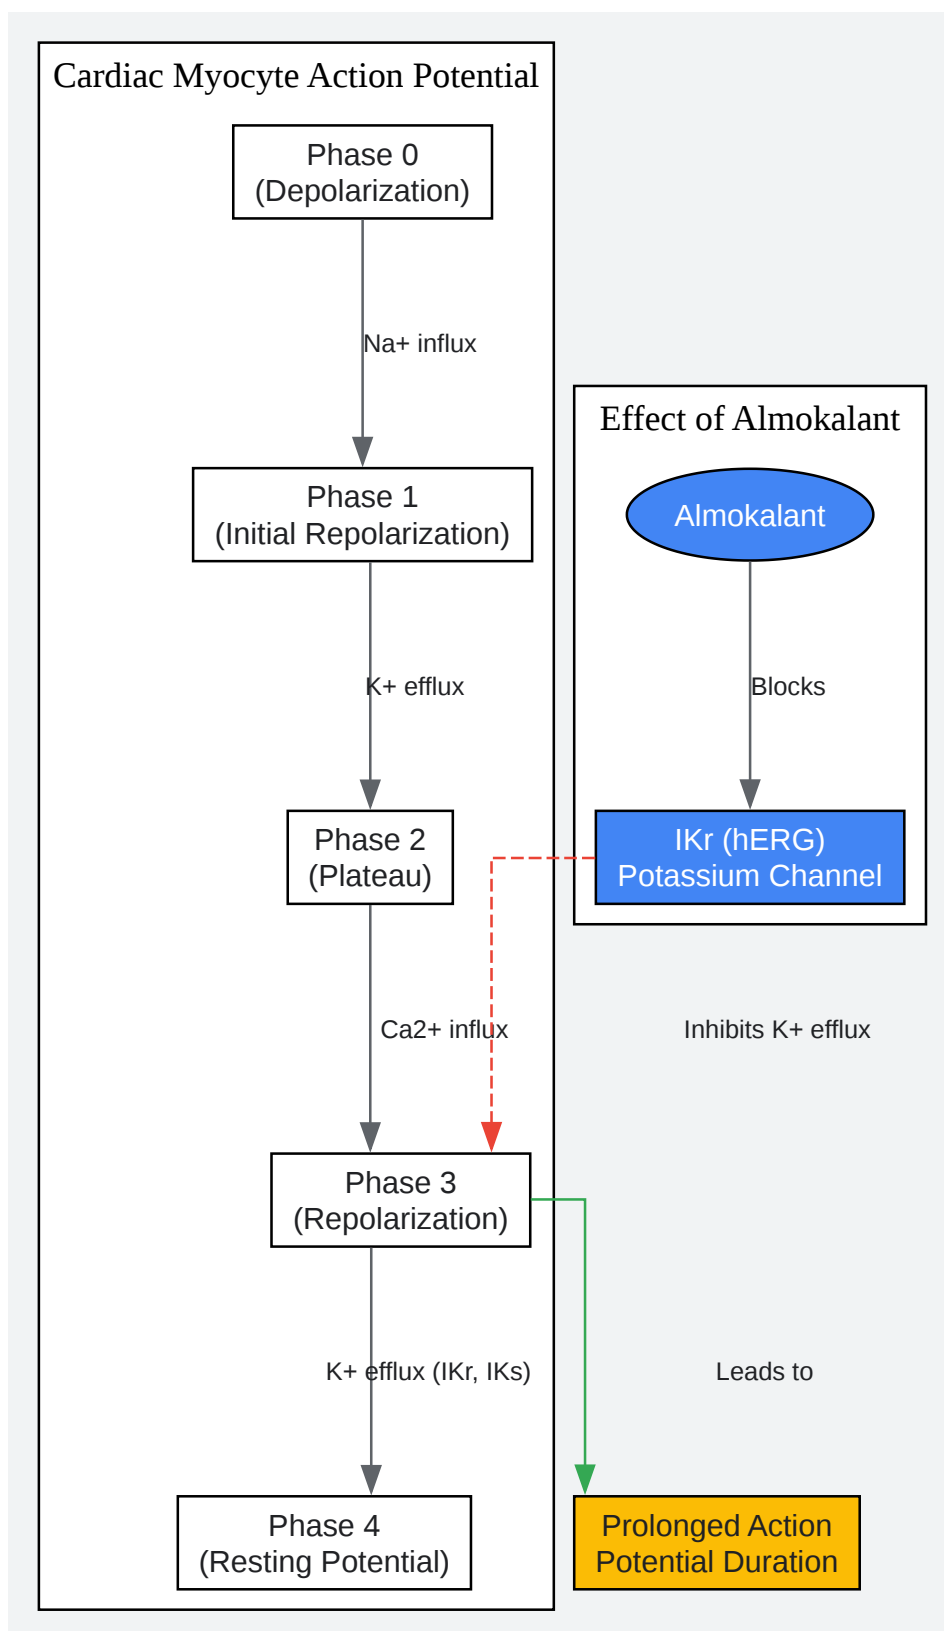 Cardiac Myocyte Action Potential
Phase 0
(Depolarization)
Na+ influx
Phase 1
(Initial Repolarization)
K+ efflux
Phase 2
(Plateau)
Ca2+ influx
Phase 3
(Repolarization)
K+ efflux (IKr, IKs)
Phase 4
(Resting Potential)
Effect of Almokalant
Almokalant
Blocks
IKr (hERG)
Potassium Channel
Inhibits K+ efflux
Leads to
Prolonged Action
Potential Duration